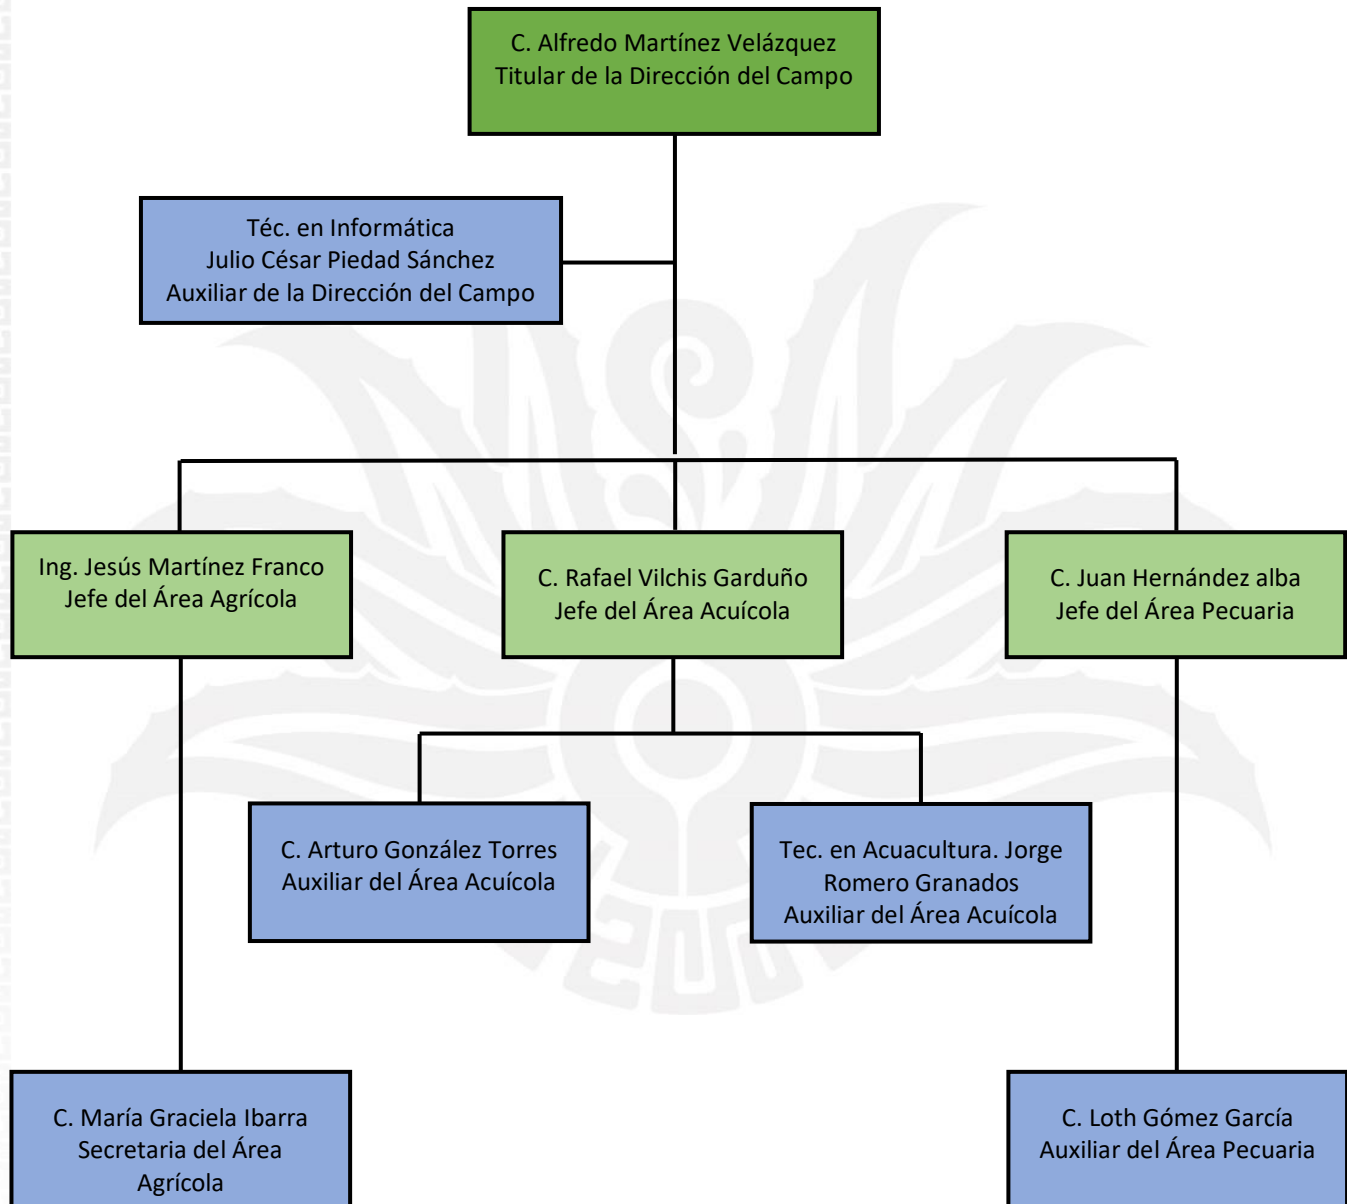 C. Alfredo Martínez Velázquez
Titular de la Dirección del Campo
Téc. en Informática
Julio César Piedad Sánchez
Auxiliar de la Dirección del Campo
Ing. Jesús Martínez Franco
Jefe del Área Agrícola
C. Rafael Vilchis Garduño
Jefe del Área Acuícola
C. Juan Hernández alba
Jefe del Área Pecuaria
C. Arturo González Torres
Auxiliar del Área Acuícola
Tec. en Acuacultura. Jorge
Romero Granados
Auxiliar del Área Acuícola
C. María Graciela Ibarra
Secretaria del Área
Agrícola
C. Loth Gómez García
Auxiliar del Área Pecuaria